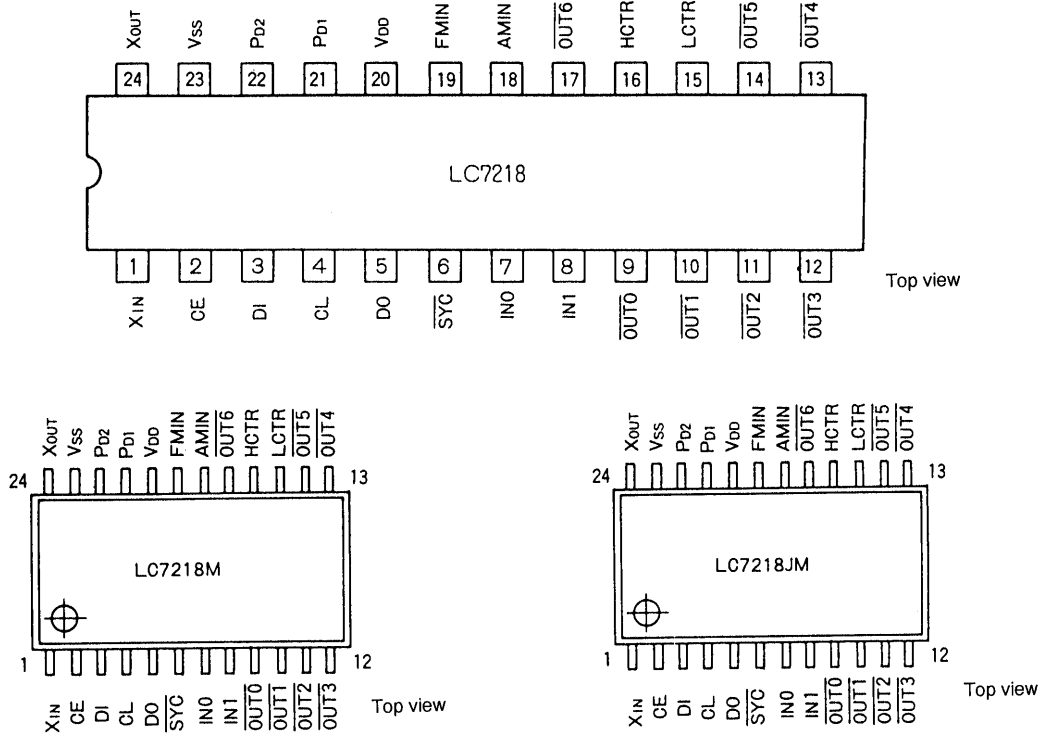 XOUT VSS PD2 PD1 VDD FMIN AMIN OUT6 HCTR LCTR OUT5 OUT4
24 23 22 21 20 19 18 17 16 15 14 13
LC7218
1 2 3 4 5 6 7 8 9 10 11 12
Top view
XIN CE DI CL DO SYC IN0 IN1 OUT0 OUT1 OUT2 OUT3
XOUT VSS PD2 PD1 VDD FMIN AMIN OUT6 HCTR LCTR OUT5 OUT4
24 13
LC7218M
1 12
XIN CE DI CL DO SYC IN0 IN1 OUT0 OUT1 OUT2 OUT3
Top view
XOUT VSS PD2 PD1 VDD FMIN AMIN OUT6 HCTR LCTR OUT5 OUT4
24 13
LC7218JM
1 12
XIN CE DI CL DO SYC IN0 IN1 OUT0 OUT1 OUT2 OUT3
Top view